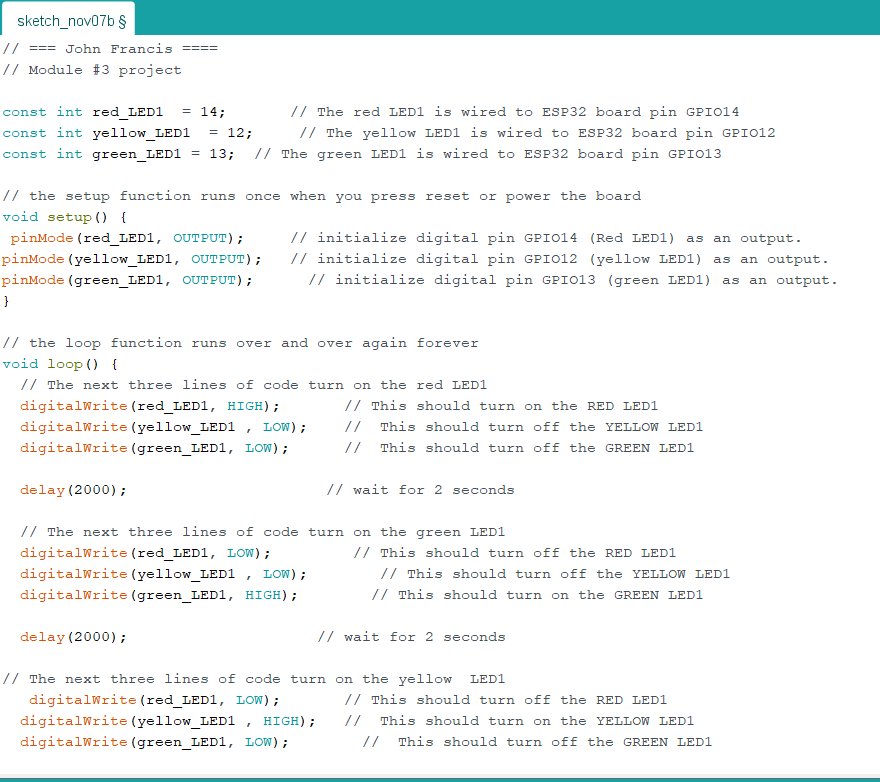 sketch_nov07b §
// === John Francis ====
// Module #3 project
const int red_LED1  = 14;       // The red LED1 is wired to ESP32 board pin GPIO14
const int yellow_LED1  = 12;     // The yellow LED1 is wired to ESP32 board pin GPIO12
const int green_LED1 = 13;  // The green LED1 is wired to ESP32 board pin GPIO13
// the setup function runs once when you press reset or power the board
void setup() {
 pinMode(red_LED1, OUTPUT);     // initialize digital pin GPIO14 (Red LED1) as an output.
pinMode(yellow_LED1, OUTPUT);   // initialize digital pin GPIO12 (yellow LED1) as an output.
pinMode(green_LED1, OUTPUT);      // initialize digital pin GPIO13 (green LED1) as an output.
}
// the loop function runs over and over again forever
void loop() {
  // The next three lines of code turn on the red LED1
  digitalWrite(red_LED1, HIGH);       // This should turn on the RED LED1
  digitalWrite(yellow_LED1 , LOW);    //  This should turn off the YELLOW LED1
  digitalWrite(green_LED1, LOW);      //  This should turn off the GREEN LED1
  delay(2000);                      // wait for 2 seconds
  // The next three lines of code turn on the green LED1
  digitalWrite(red_LED1, LOW);         // This should turn off the RED LED1
  digitalWrite(yellow_LED1 , LOW);        // This should turn off the YELLOW LED1
  digitalWrite(green_LED1, HIGH);        // This should turn on the GREEN LED1
  delay(2000);                     // wait for 2 seconds
// The next three lines of code turn on the yellow  LED1
   digitalWrite(red_LED1, LOW);       // This should turn off the RED LED1
  digitalWrite(yellow_LED1 , HIGH);   //  This should turn on the YELLOW LED1
  digitalWrite(green_LED1, LOW);        //  This should turn off the GREEN LED1